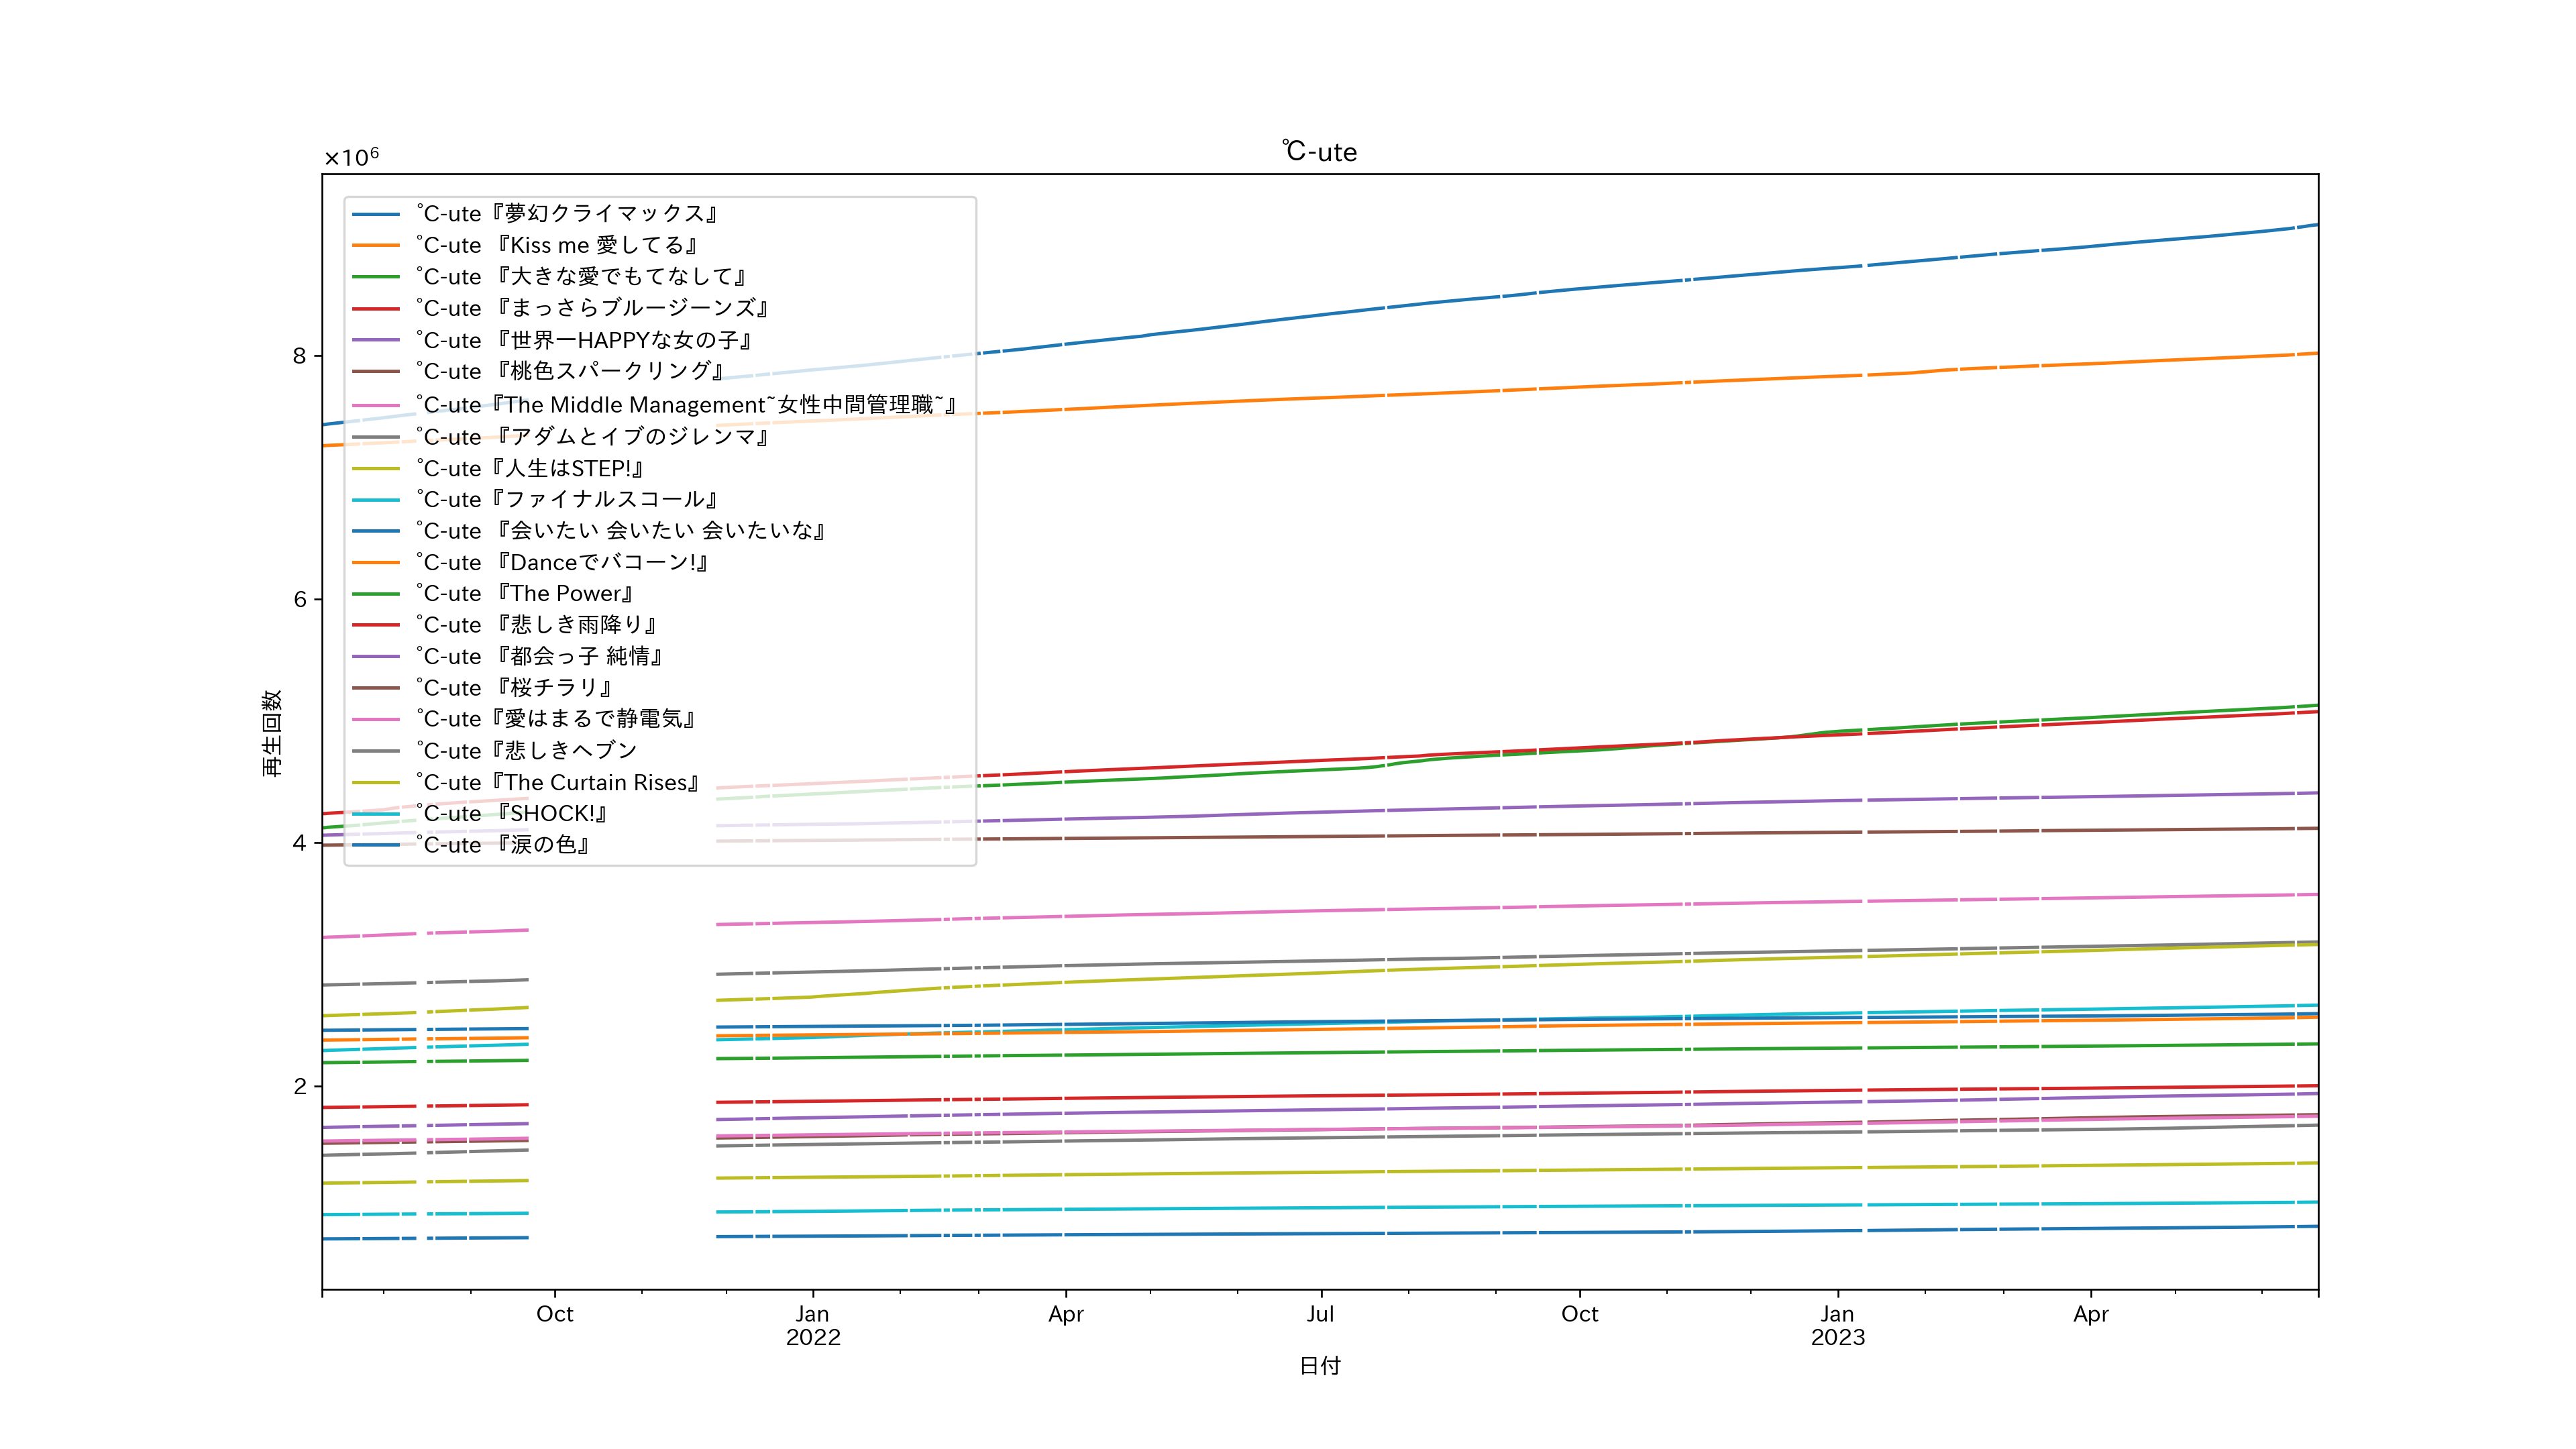 ℃-ute
×10⁶
℃-ute『夢幻クライマックス』
℃-ute 『Kiss me 愛してる』
℃-ute 『大きな愛でもてなして』
℃-ute 『まっさらブルージーンズ』
℃-ute 『世界一HAPPYな女の子』
℃-ute 『桃色スパークリング』
℃-ute『The Middle Management~女性中間管理職~』
℃-ute『アダムとイブのジレンマ』
℃-ute『人生はSTEP!』
℃-ute『ファイナルスコール』
℃-ute 『会いたい 会いたい 会いたいな』
℃-ute 『Danceでバコーン!』
℃-ute 『The Power』
℃-ute 『悲しき雨降り』
℃-ute 『都会っ子 純情』
℃-ute 『桜チラリ』
℃-ute『愛はまるで静電気』
℃-ute『悲しきヘブン
℃-ute『The Curtain Rises』
℃-ute 『SHOCK!』
℃-ute 『涙の色』
8
6
4
2
再生回数
Oct
Jan
2022
Apr
Jul
Oct
Jan
2023
Apr
日付